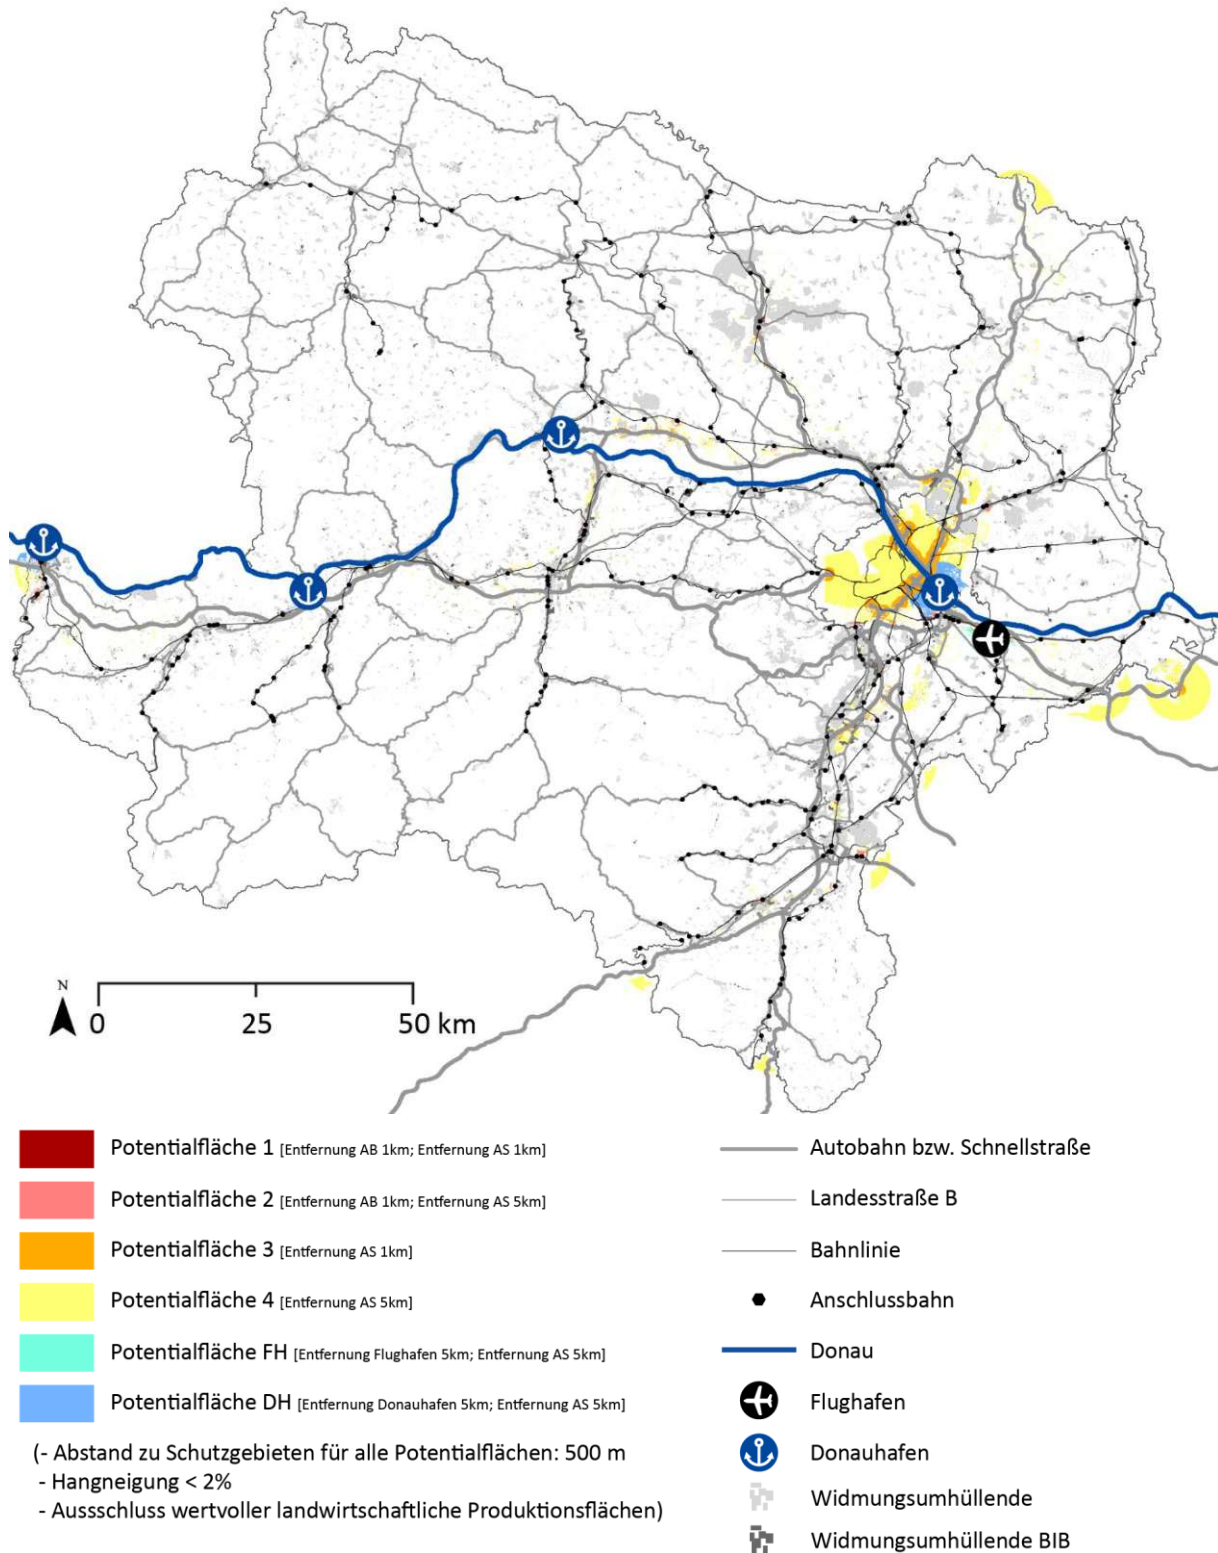 N
0 25 50 km
Potentialfläche 1 [Entfernung AB 1km; Entfernung AS 1km]
Potentialfläche 2 [Entfernung AB 1km; Entfernung AS 5km]
Potentialfläche 3 [Entfernung AS 1km]
Potentialfläche 4 [Entfernung AS 5km]
Potentialfläche FH [Entfernung Flughafen 5km; Entfernung AS 5km]
Potentialfläche DH [Entfernung Donauhafen 5km; Entfernung AS 5km]
(- Abstand zu Schutzgebieten für alle Potentialflächen: 500 m
- Hangneigung < 2%
- Aussschluss wertvoller landwirtschaftliche Produktionsflächen)
Autobahn bzw. Schnellstraße
Landesstraße B
Bahnlinie
Anschlussbahn
Donau
Flughafen
Donauhafen
Widmungsumhüllende
Widmungsumhüllende BIB